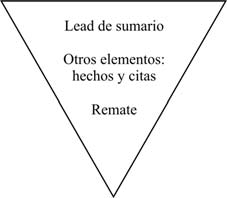 Lead de sumario
Otros elementos:
hechos y citas
Remate